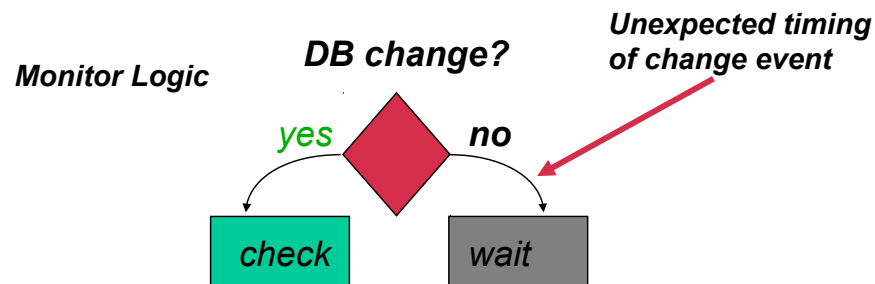 Unexpected timing
of change event
DB change?
Monitor Logic
yes
no
check
wait